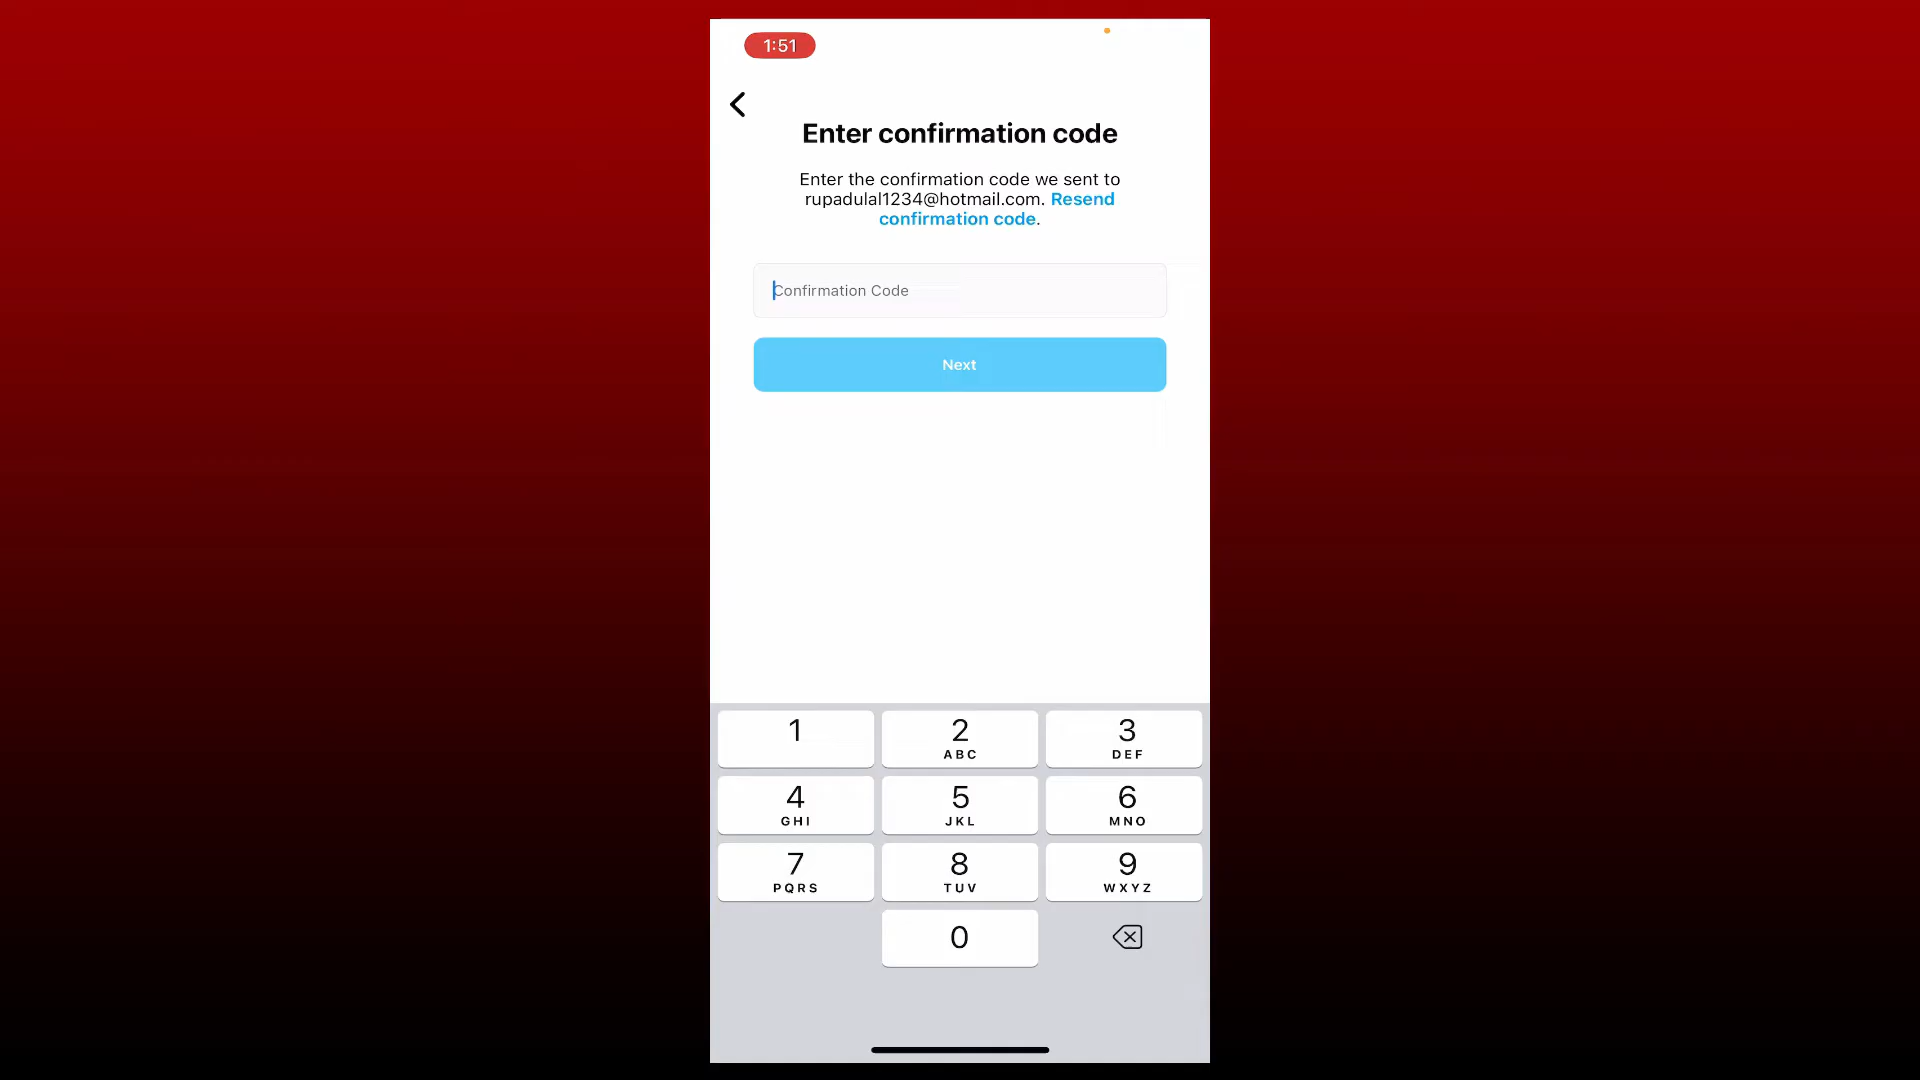 1:51
Enter confirmation code
Enter the confirmation code we sent to
rupadulal1234@hotmail.com. Resend
confirmation code.
Confirmation Code
Next
1
2
ABC
3
DEF
4
GHI
5
JKL
6
MNO
7
PQRS
8
TUV
9
WXYZ
0